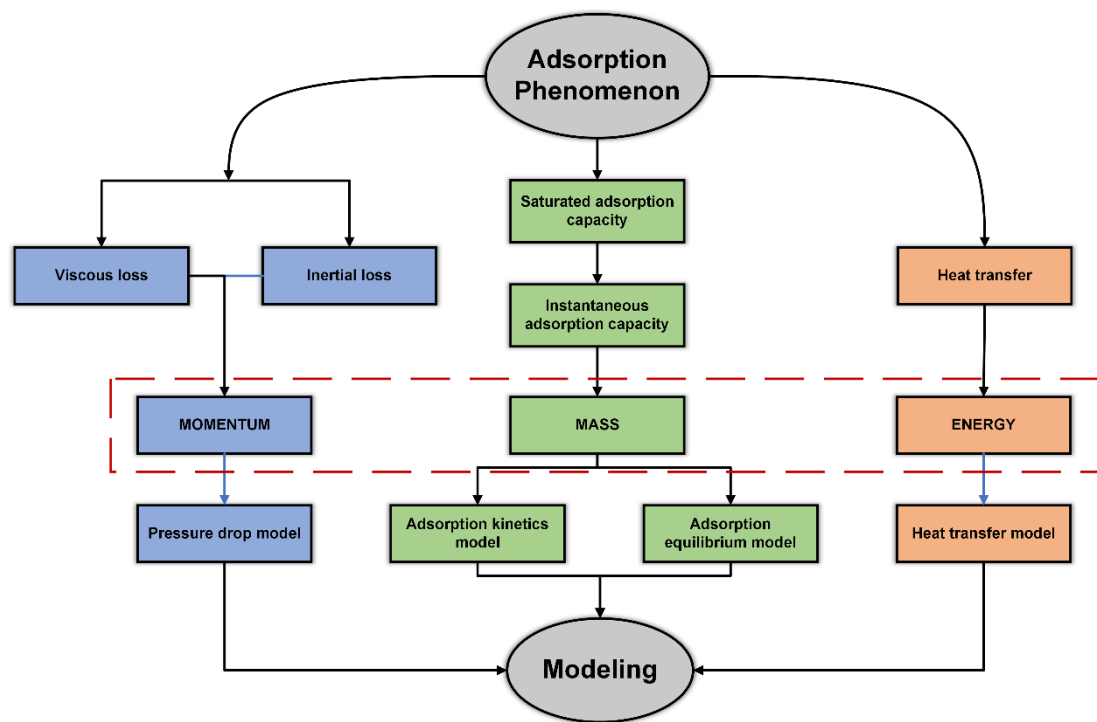 Adsorption
Phenomenon
Saturated adsorption
capacity
Viscous loss
Inertial loss
Instantaneous
adsorption capacity
Heat transfer
MOMENTUM
MASS
ENERGY
Pressure drop model
Adsorption kinetics
model
Adsorption
equilibrium model
Heat transfer model
Modeling